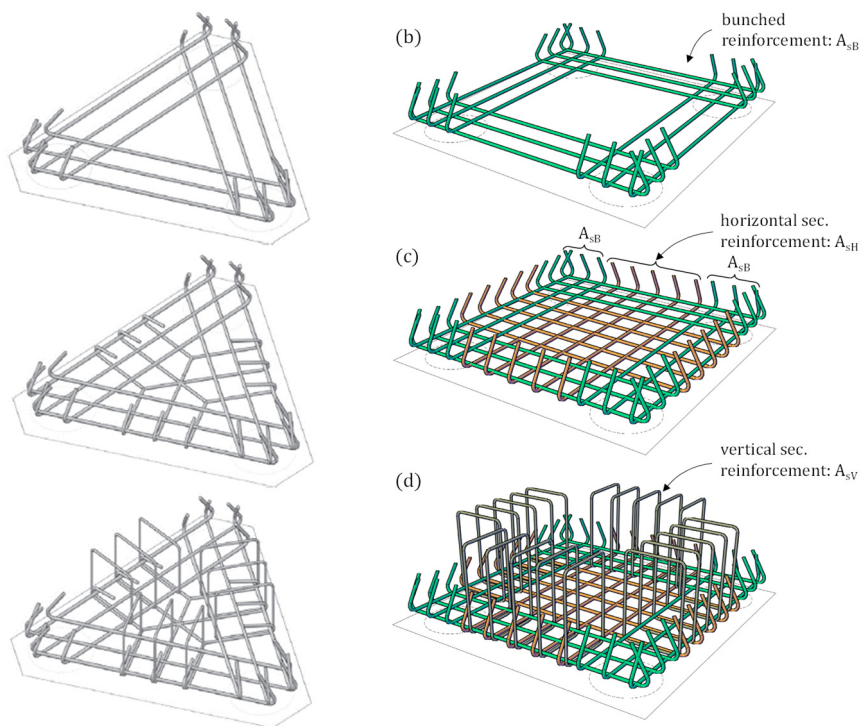 (b)
bunched
reinforcement: AsB
horizontal sec.
reinforcement: AsH
(c)
AsB
AsB
vertical sec.
reinforcement: AsV
(d)